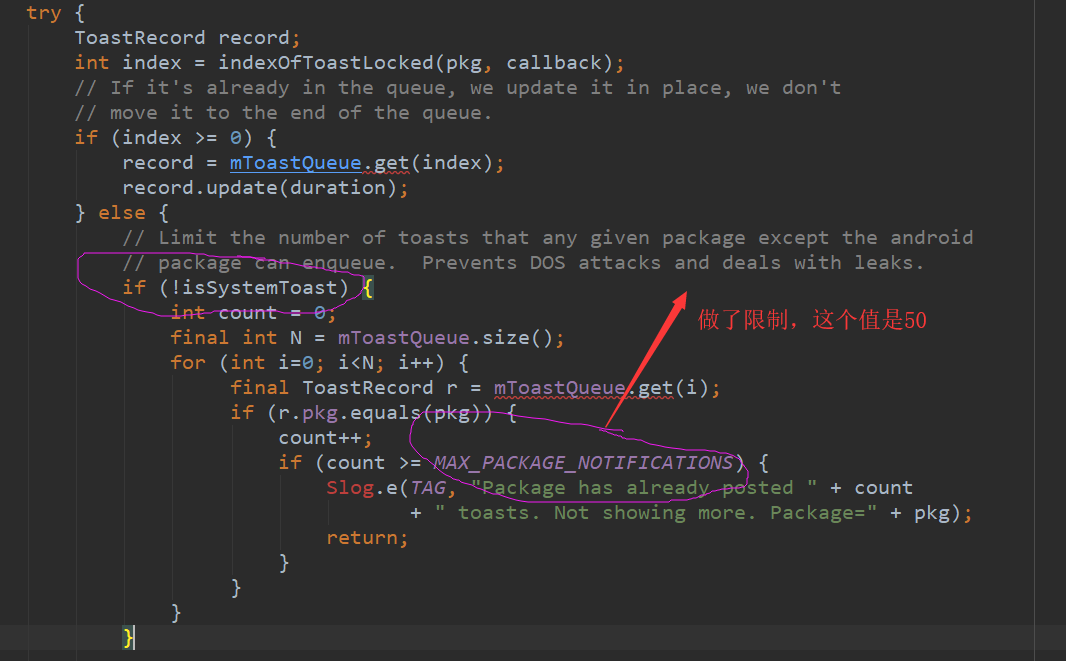 try {
ToastRecord record;
int index = indexOfToastLocked(pkg, callback);
// If it's already in the queue, we update it in place, we don't
// move it to the end of the queue.
if (index >= 0) {
record = mToastQueue.get(index);
record.update(duration);
} else {
// Limit the number of toasts that any given package except the android
// package can enqueue.  Prevents DOS attacks and deals with leaks.
if (!isSystemToast) {
int count = 0;
做了限制，这个值是50
final int N = mToastQueue.size();
for (int i=0; i<N; i++) {
final ToastRecord r = mToastQueue.get(i);
if (r.pkg.equals(pkg)) {
count++;
if (count >= MAX_PACKAGE_NOTIFICATIONS) {
Slog.e(TAG, "Package has already posted " + count
+ " toasts. Not showing more. Package=" + pkg);
return;
}
}
}
}